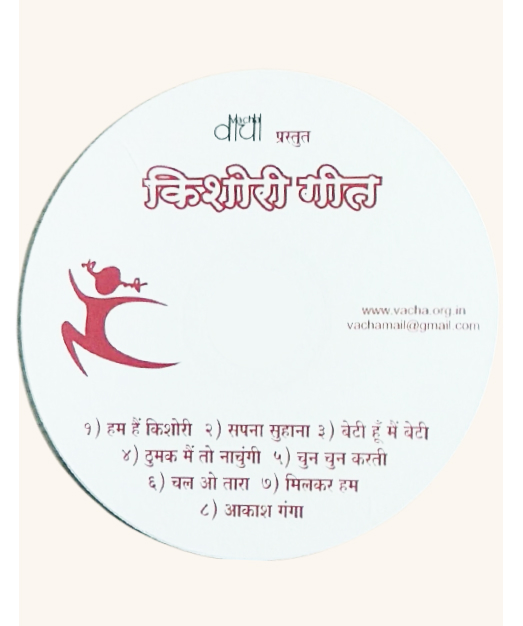 वाचा Vacha प्रस्तुत
किशोरी गीत
www.vacha.org.in
vachamail@gmail.com
१) हम हैं किशोरी २) सपना सुहाना ३) बेटी हूँ मैं बेटी
४) ठुमक मैं तो नाचुंगी ५) चुन चुन करती
६) चल ओ तारा ७) मिलकर हम
८) आकाश गंगा